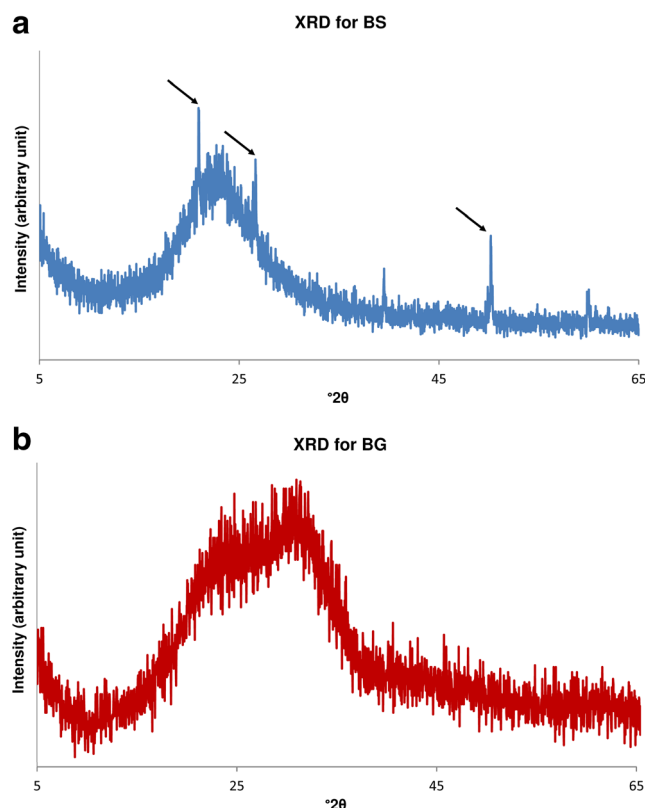 a
XRD for BS
Intensity (arbitrary unit)
5
25
45
65
°2θ
b
XRD for BG
Intensity (arbitrary unit)
5
25
45
65
°2θ